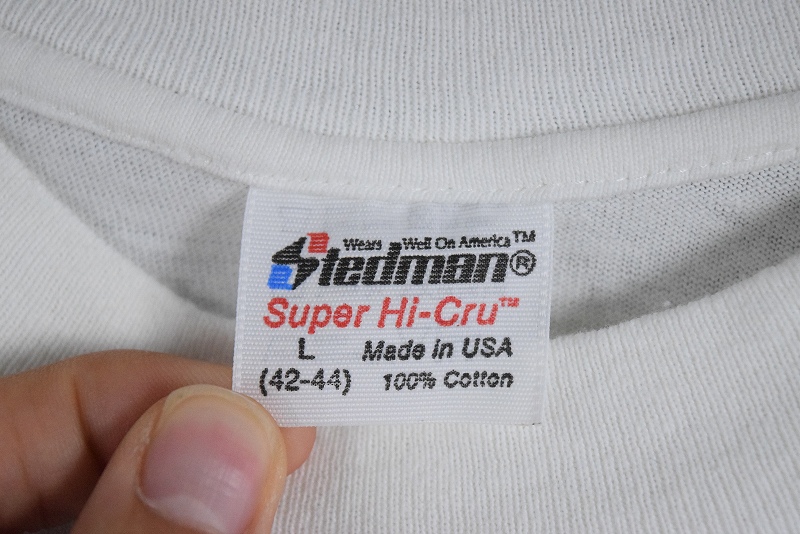 Wears Well On America™
Stedman®
Super Hi-Cru™
L Made in USA
(42-44) 100% Cotton